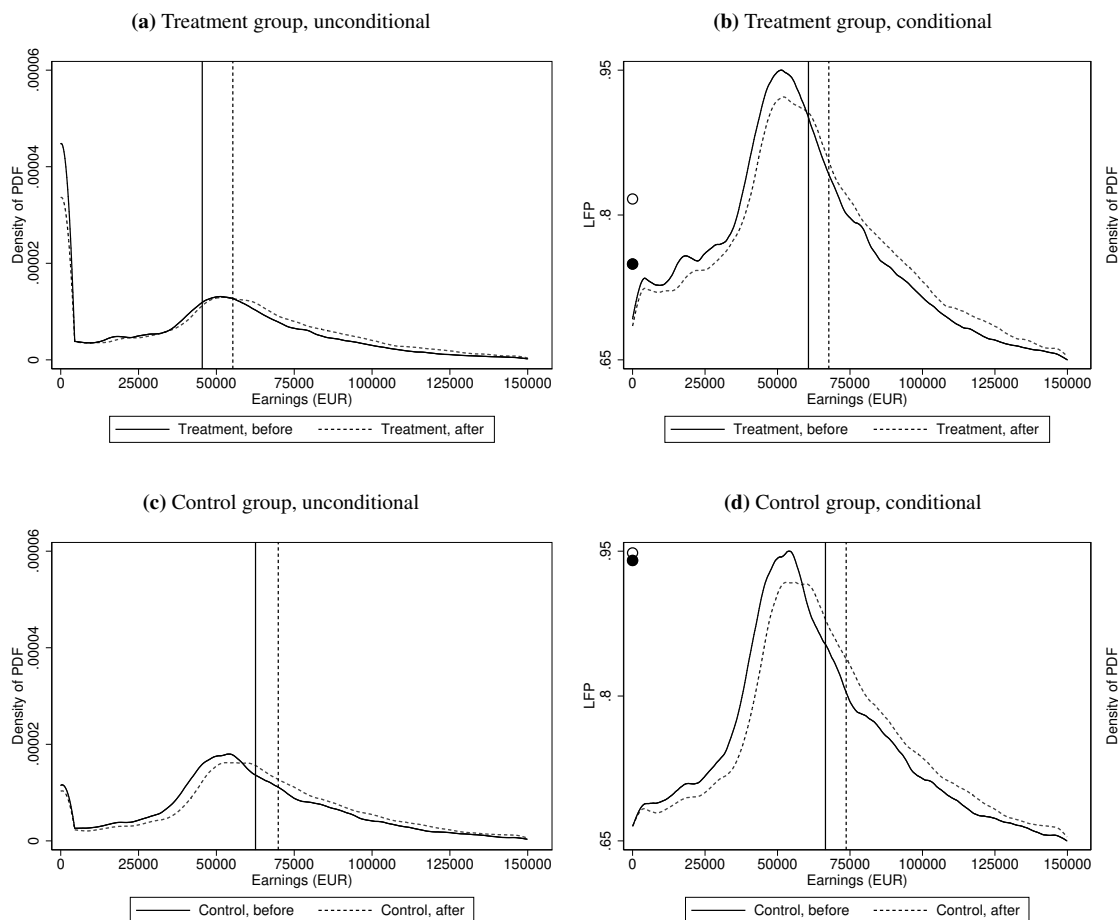 (a) Treatment group, unconditional
Density of PDF
0 .00002 .00004 .00006
0 25000 50000 75000 100000 125000 150000
Earnings (EUR)
Treatment, before Treatment, after
(b) Treatment group, conditional
LFP
.65 .8 .95
Density of PDF
0 25000 50000 75000 100000 125000 150000
Earnings (EUR)
Treatment, before Treatment, after
(c) Control group, unconditional
Density of PDF
0 .00002 .00004 .00006
0 25000 50000 75000 100000 125000 150000
Earnings (EUR)
Control, before Control, after
(d) Control group, conditional
LFP
.65 .8 .95
Density of PDF
0 25000 50000 75000 100000 125000 150000
Earnings (EUR)
Control, before Control, after